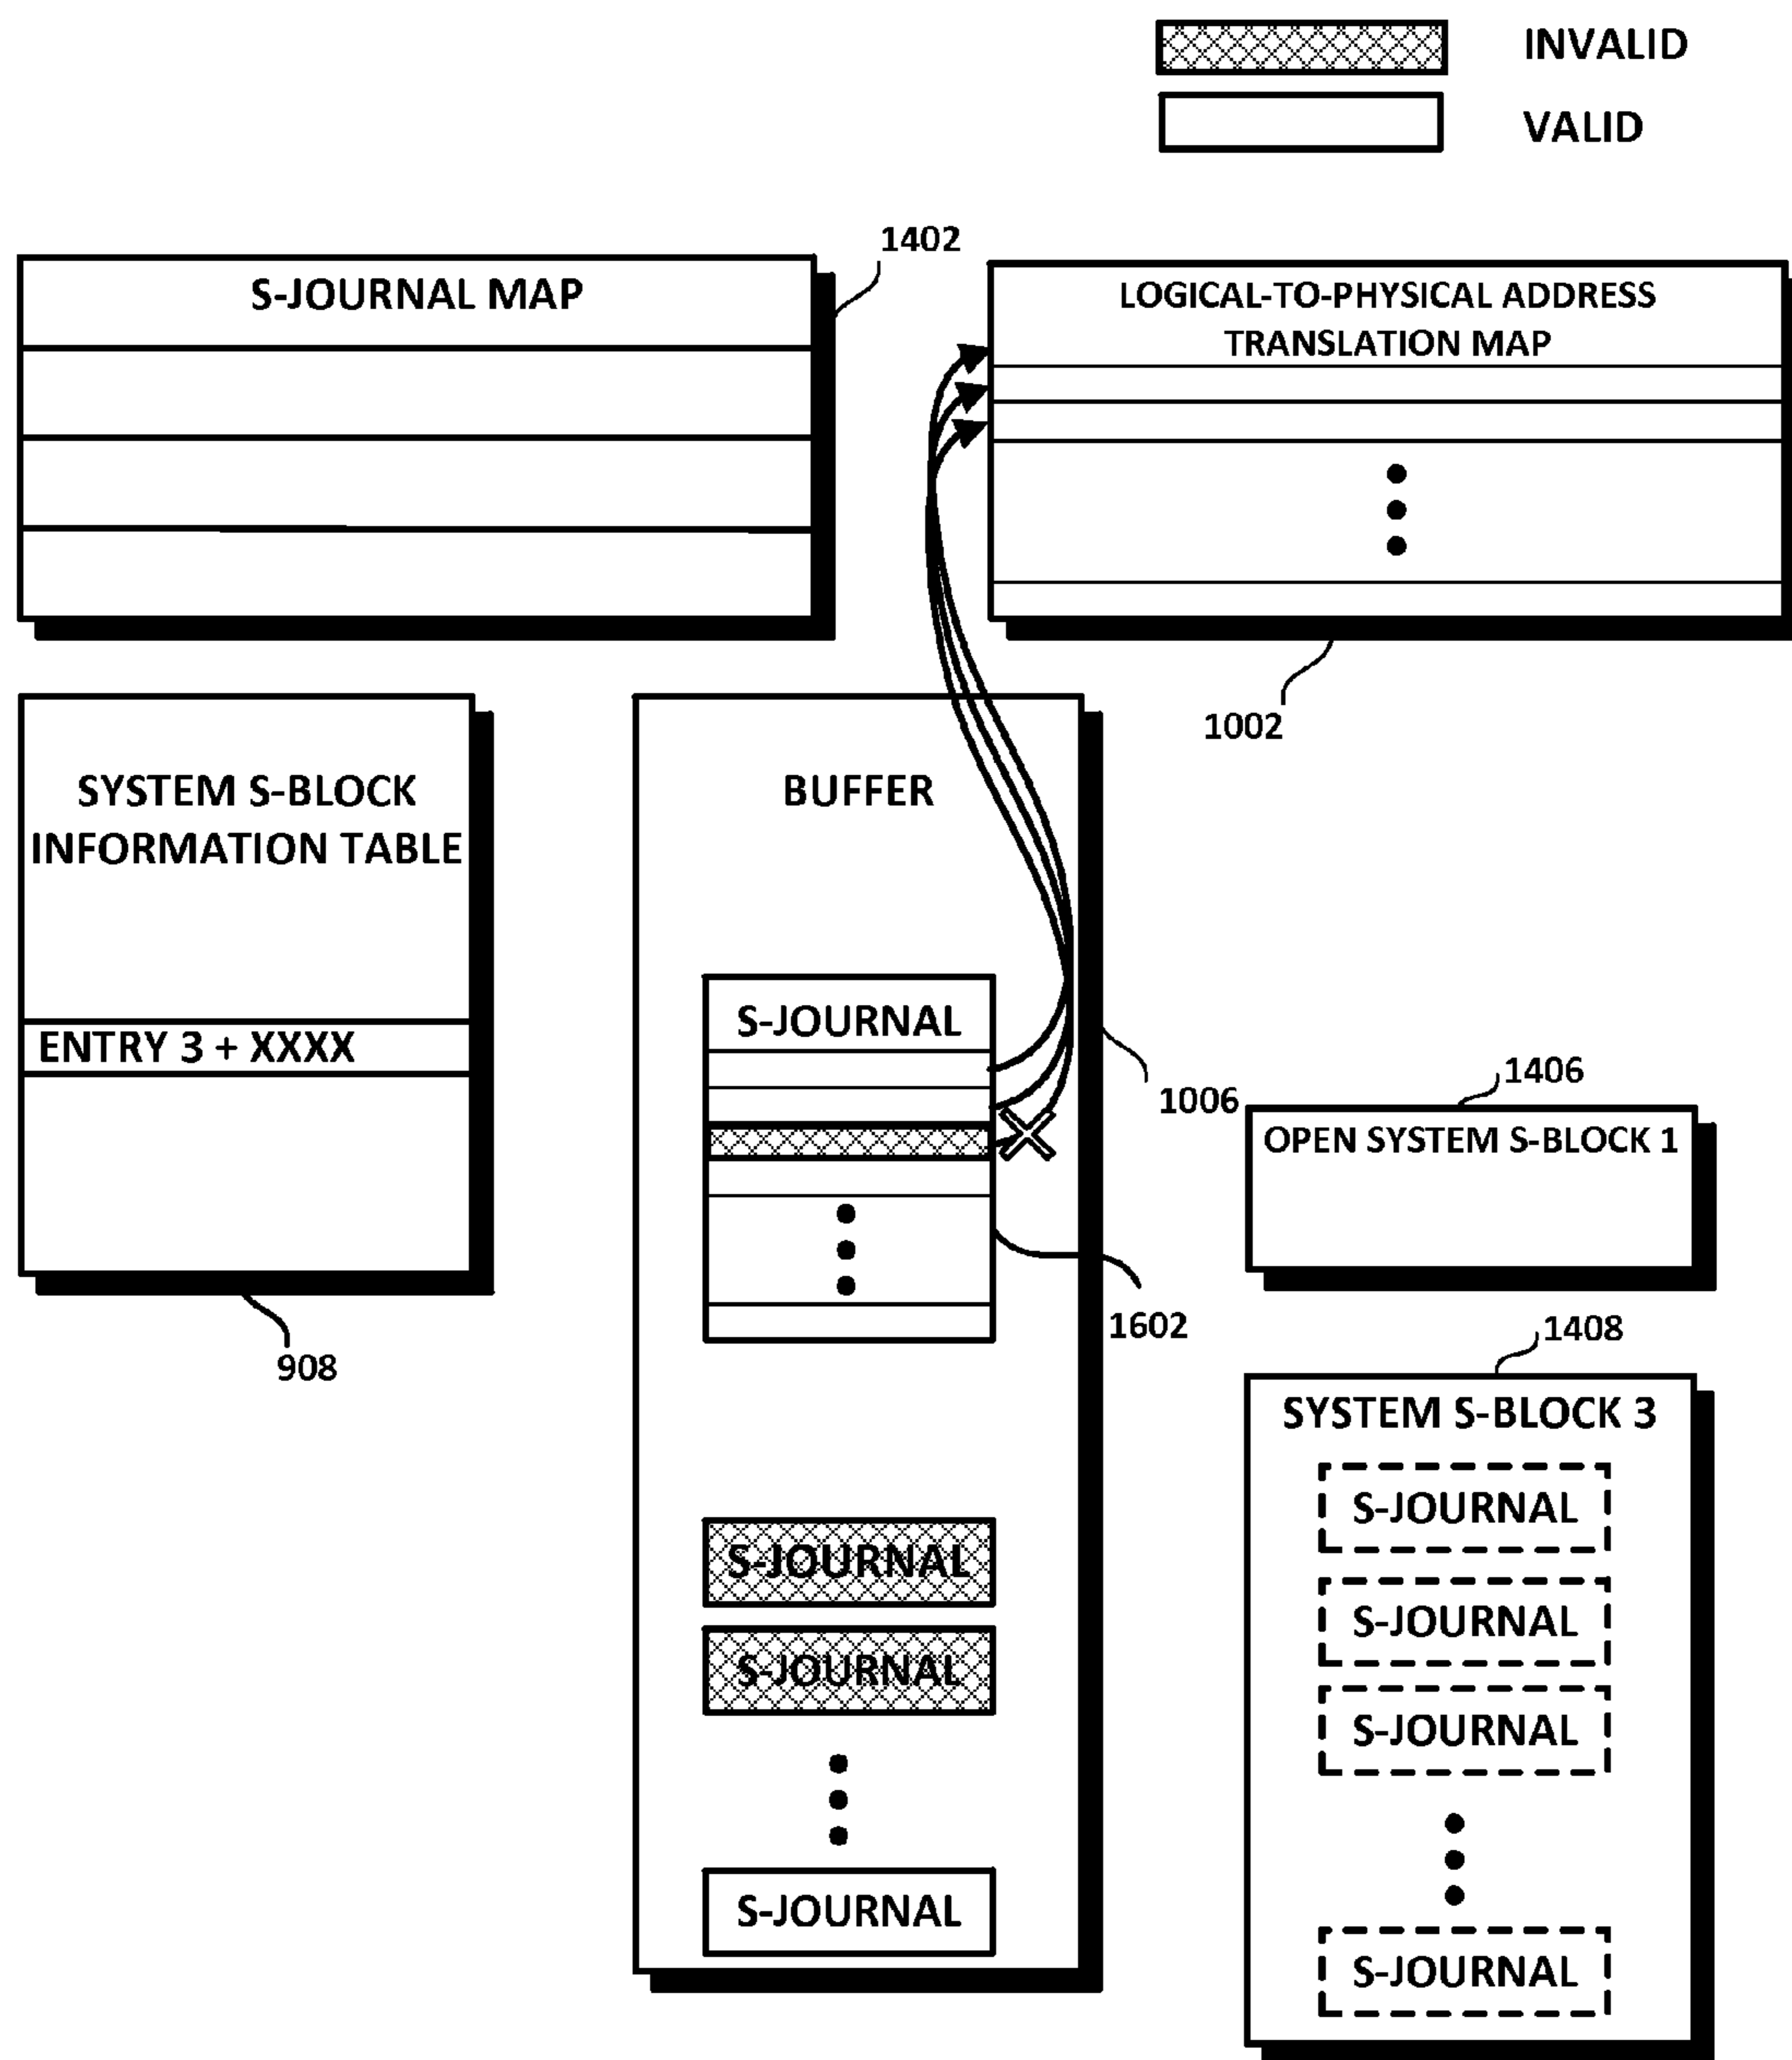 INVALID
VALID
1402
S-JOURNAL MAP
LOGICAL-TO-PHYSICAL ADDRESS
TRANSLATION MAP
1002
SYSTEM S-BLOCK
INFORMATION TABLE
ENTRY 3 + XXXX
908
BUFFER
S-JOURNAL
1006
1602
S-JOURNAL
S-JOURNAL
S-JOURNAL
1406
OPEN SYSTEM S-BLOCK 1
1408
SYSTEM S-BLOCK 3
S-JOURNAL
S-JOURNAL
S-JOURNAL
S-JOURNAL